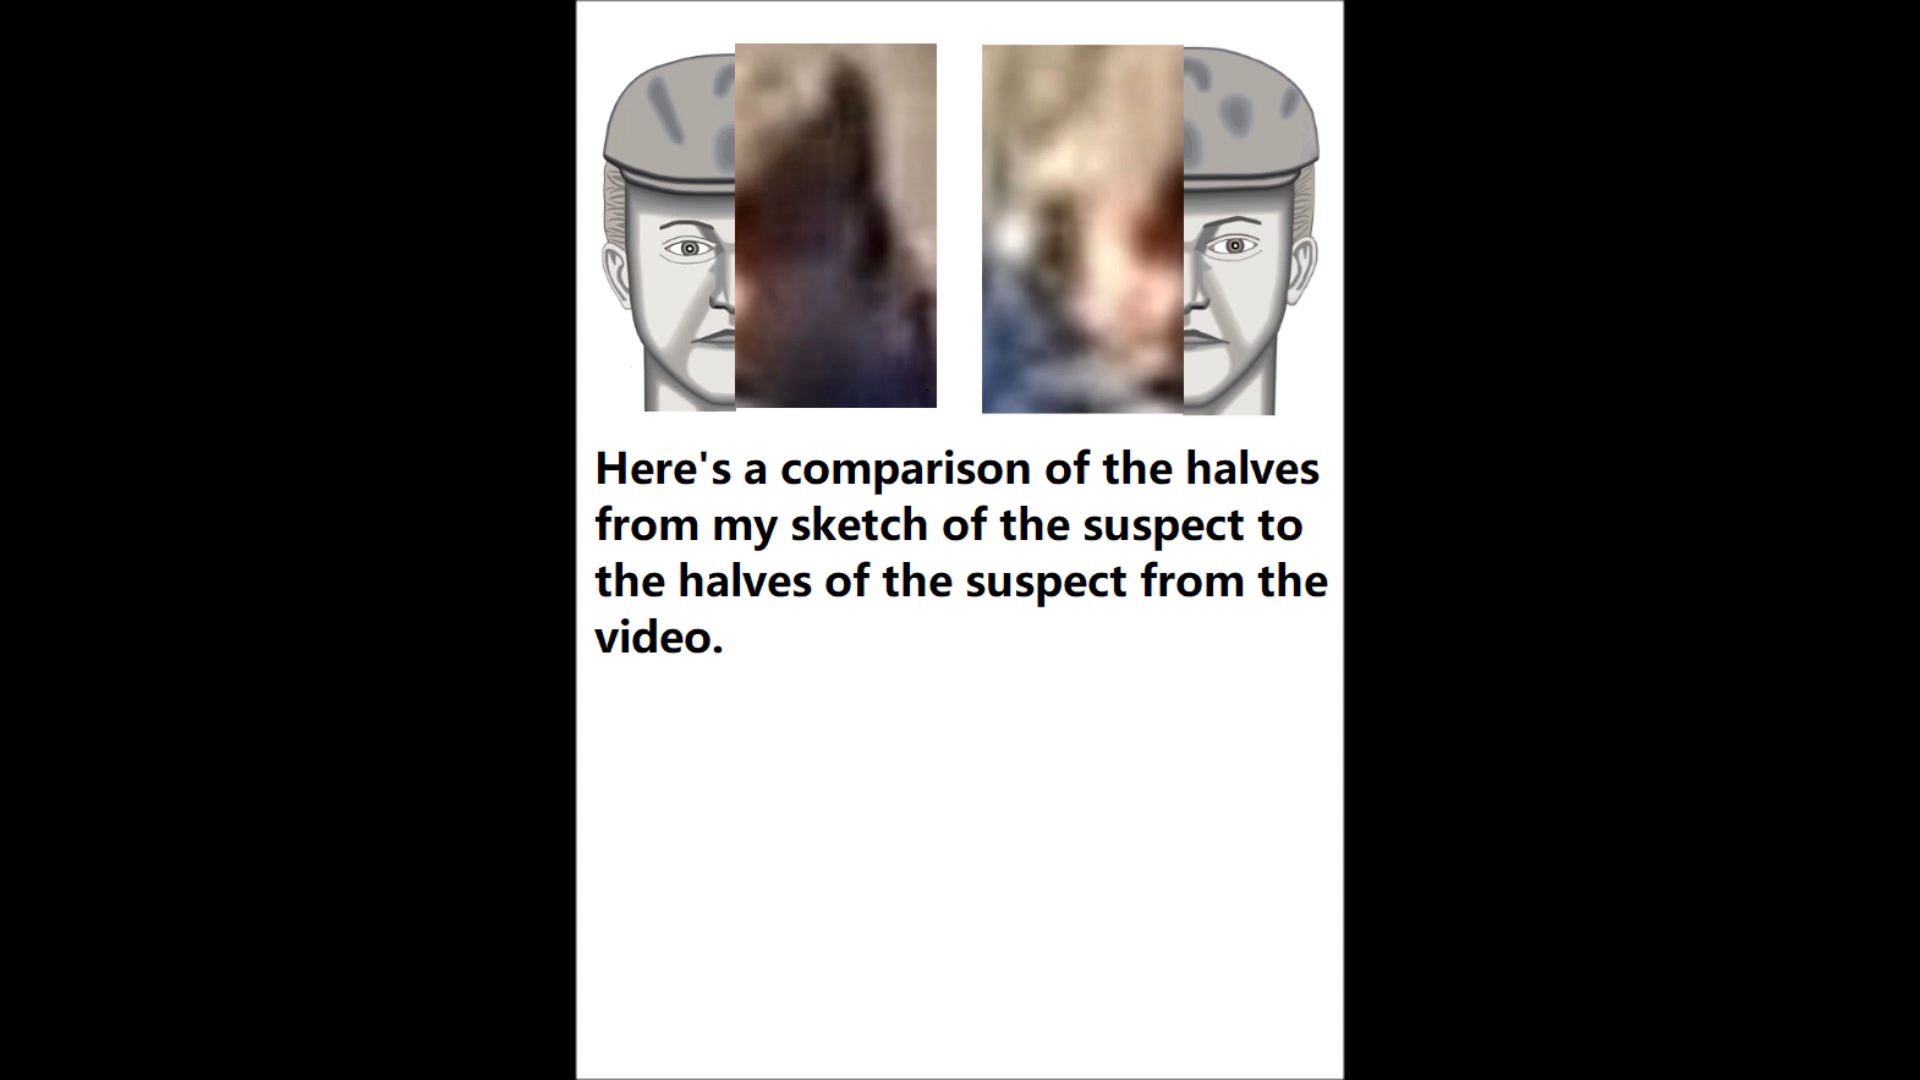 Here's a comparison of the halves
from my sketch of the suspect to
the halves of the suspect from the
video.